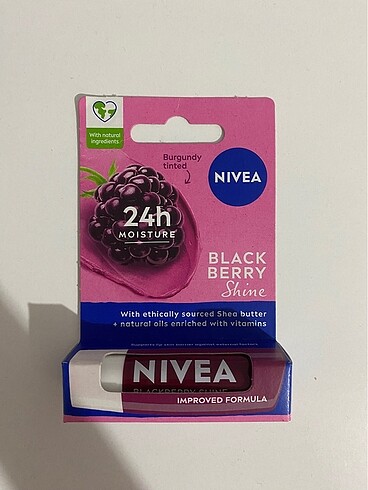 With natural
ingredients
Burgundy
tinted
NIVEA
24h
MOISTURE
BLACK
BERRY
Shine
With ethically sourced Shea butter
+ natural oils enriched with vitamins
NIVEA
BLACKBERRY SHINE
IMPROVED FORMULA